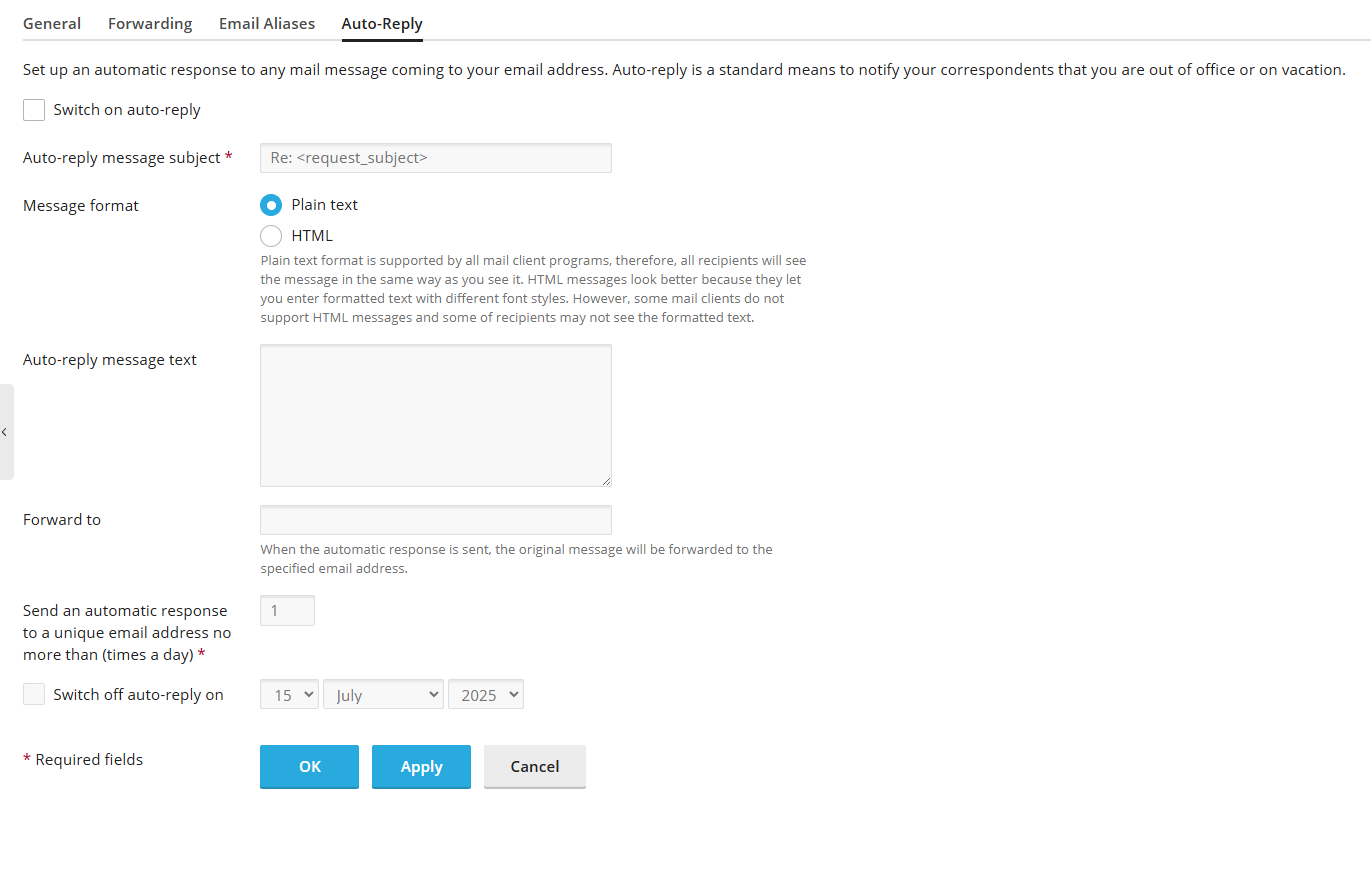 General Forwarding Email Aliases Auto-Reply
Set up an automatic response to any mail message coming to your email address. Auto-reply is a standard means to notify your correspondents that you are out of office or on vacation.
Switch on auto-reply
Auto-reply message subject * Re: <request_subject>
Message format Plain text
HTML
Plain text format is supported by all mail client programs, therefore, all recipients will see
the message in the same way as you see it. HTML messages look better because they let
you enter formatted text with different font styles. However, some mail clients do not
support HTML messages and some of recipients may not see the formatted text.
Auto-reply message text
Forward to
When the automatic response is sent, the original message will be forwarded to the
specified email address.
Send an automatic response 1
to a unique email address no
more than (times a day) *
Switch off auto-reply on 15 July 2025
* Required fields OK Apply Cancel